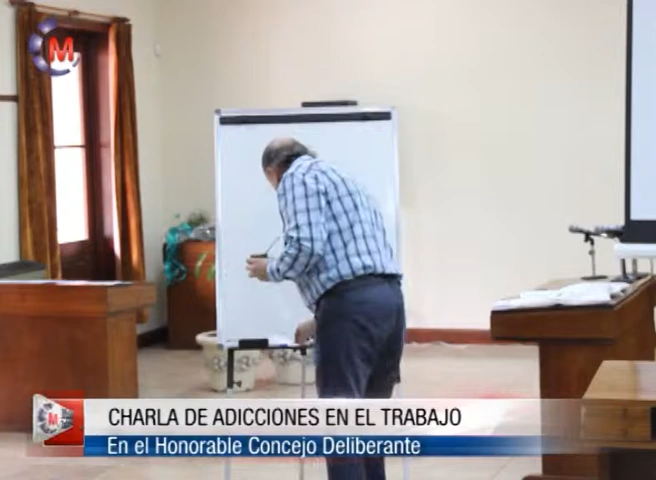 M
CHARLA DE ADICCIONES EN EL TRABAJO
En el Honorable Concejo Deliberante